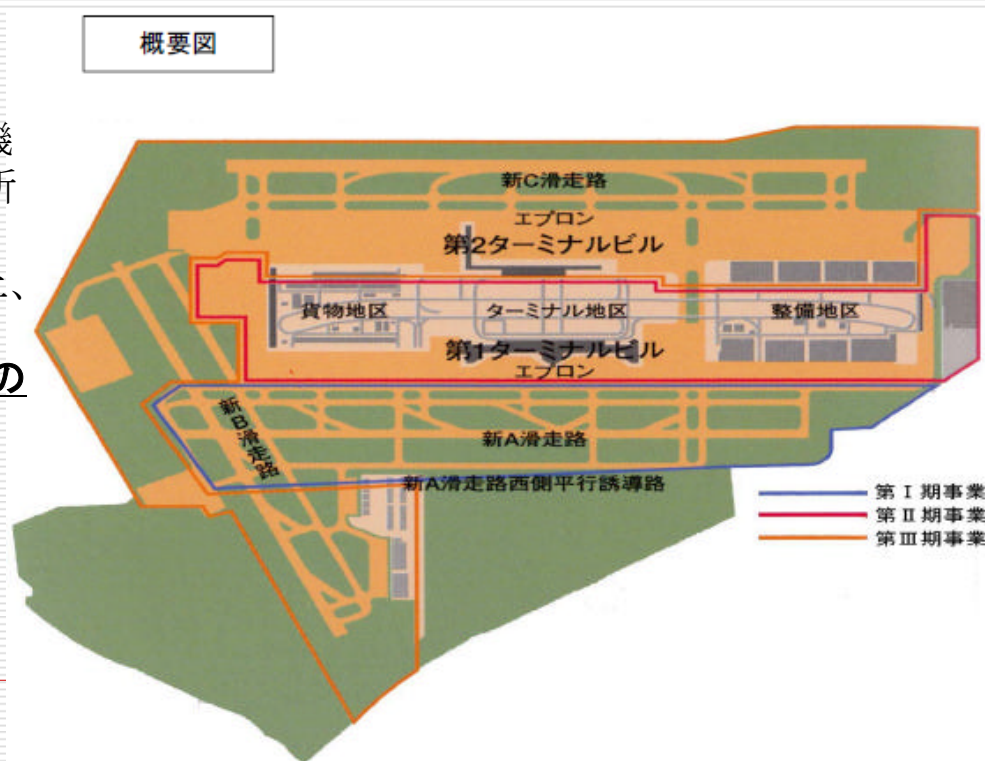 概要図
機
所
、
の
新C滑走路
エプロン
第2ターミナルビル
貨物地区
ターミナル地区
整備地区
第1ターミナルビル
エプロン
新B滑走路
新A滑走路
新A滑走路西側平行誘導路
第Ⅰ期事業
第Ⅱ期事業
第Ⅲ期事業